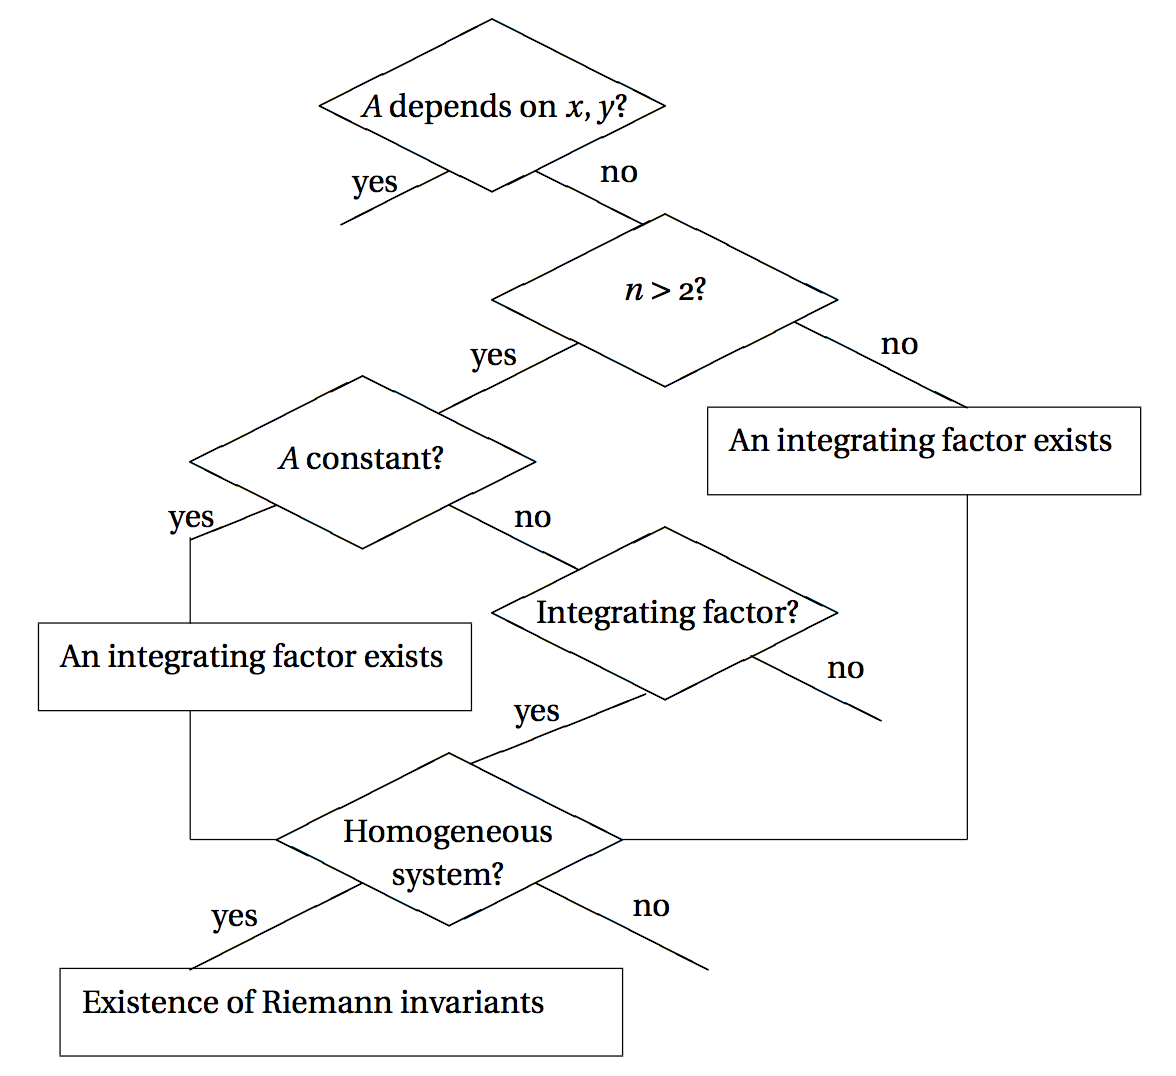 A depends on x, y?
yes
no
n > 2?
yes
no
A constant?
An integrating factor exists
yes
no
Integrating factor?
An integrating factor exists
no
yes
Homogeneous
system?
yes
no
Existence of Riemann invariants